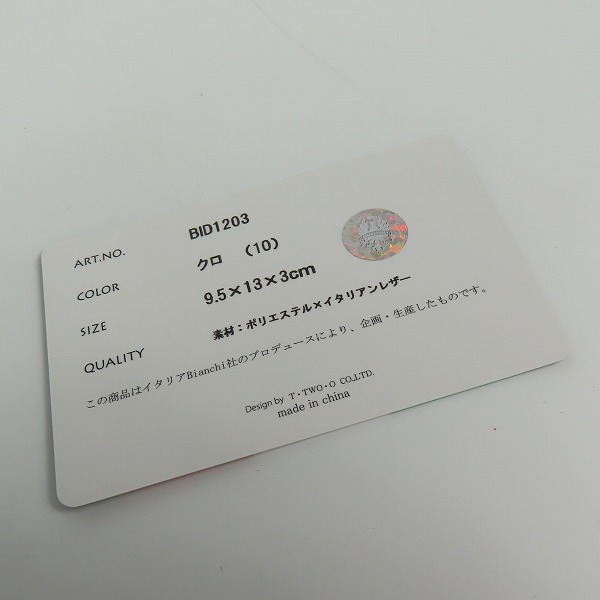 ART.NO. BID1203
COLOR クロ (10)
SIZE 9.5×13×3cm
QUALITY 素材：ポリエステル×イタリアンレザー
この商品はイタリアBianchi社のプロデュースにより、企画・生産したものです。
Design by T・TWO・O CO.,LTD.
made in china